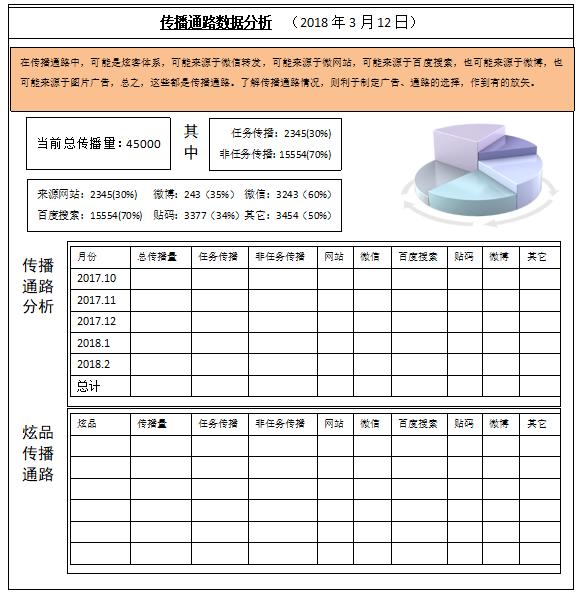 传播通路数据分析 （2018 年 3 月 12 日）
在传播通路中，可能是炫客体系，可能来源于微信转发，可能来源于微网站，可能来源于百度搜索，也可能来源于微博，也
可能来源于图片广告，总之，这些都是传播通路。了解传播通路情况，则利于制定广告、通路的选择，作到有的放矢。
当前总传播量：45000
其中
任务传播：2345(30%)
非任务传播：15554(70%)
来源网站：2345(30%) 微博：243（35%） 微信：3243（60%）
百度搜索：15554(70%) 贴码：3377（34%）其它：3454（50%）
传播通路分析
月份 总传播量 任务传播 非任务传播 网站 微信 百度搜索 贴码 微博 其它
2017.10
2017.11
2017.12
2018.1
2018.2
总计
炫品传播通路
炫品 传播量 任务传播 非任务传播 网站 微信 百度搜索 贴码 微博 其它